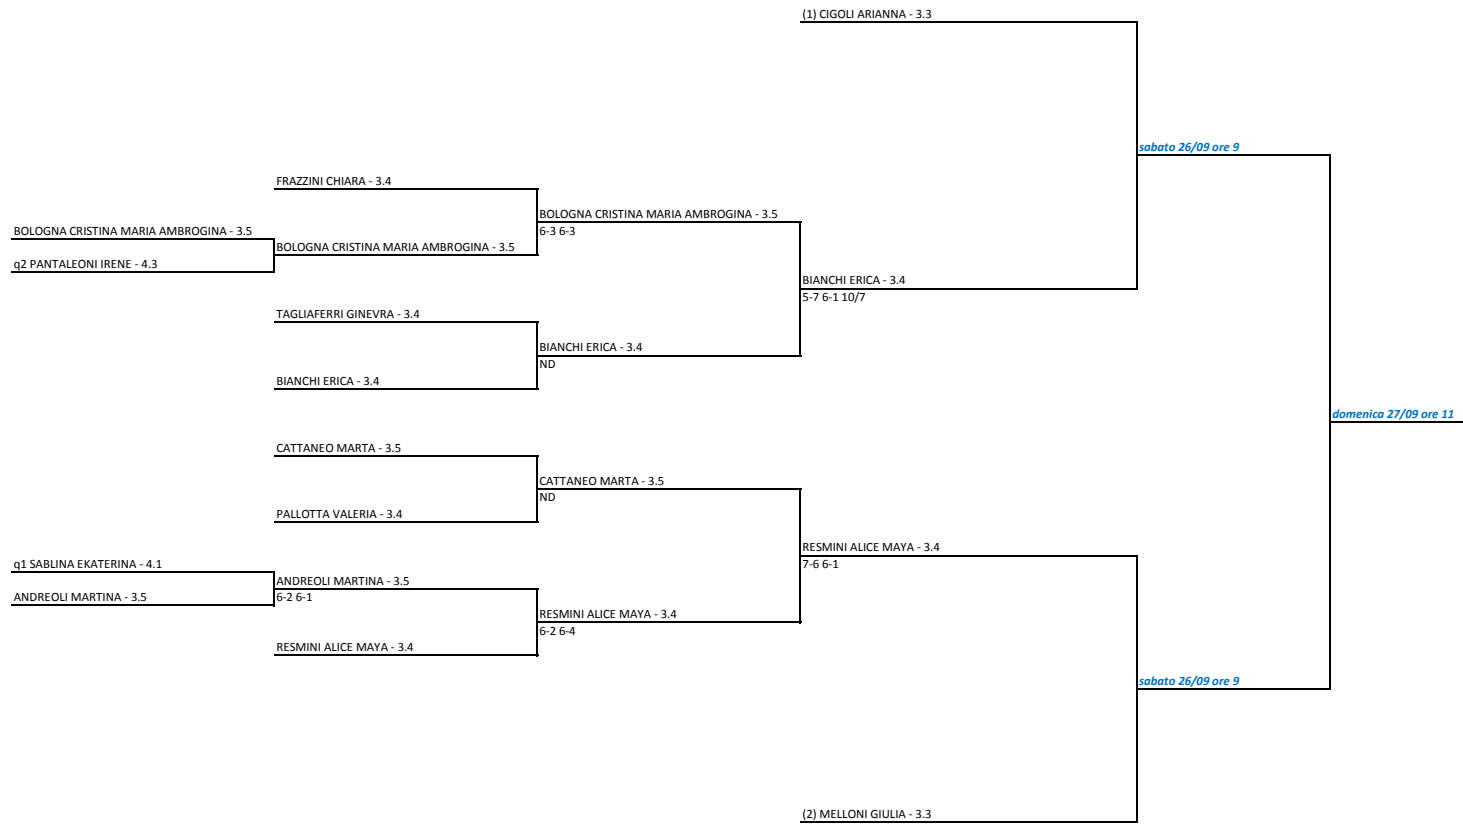 (1) CIGOLI ARIANNA - 3.3
sabato 26/09 ore 9
FRAZZINI CHIARA - 3.4
BOLOGNA CRISTINA MARIA AMBROGINA - 3.5
6-3 6-3
BOLOGNA CRISTINA MARIA AMBROGINA - 3.5
BOLOGNA CRISTINA MARIA AMBROGINA - 3.5
q2 PANTALEONI IRENE - 4.3
BIANCHI ERICA - 3.4
5-7 6-1 10/7
TAGLIAFERRI GINEVRA - 3.4
BIANCHI ERICA - 3.4
ND
BIANCHI ERICA - 3.4
domenica 27/09 ore 11
CATTANEO MARTA - 3.5
CATTANEO MARTA - 3.5
ND
PALLOTTA VALERIA - 3.4
RESMINI ALICE MAYA - 3.4
7-6 6-1
q1 SABLINA EKATERINA - 4.1
ANDREOLI MARTINA - 3.5
6-2 6-1
ANDREOLI MARTINA - 3.5
RESMINI ALICE MAYA - 3.4
6-2 6-4
RESMINI ALICE MAYA - 3.4
sabato 26/09 ore 9
(2) MELLONI GIULIA - 3.3